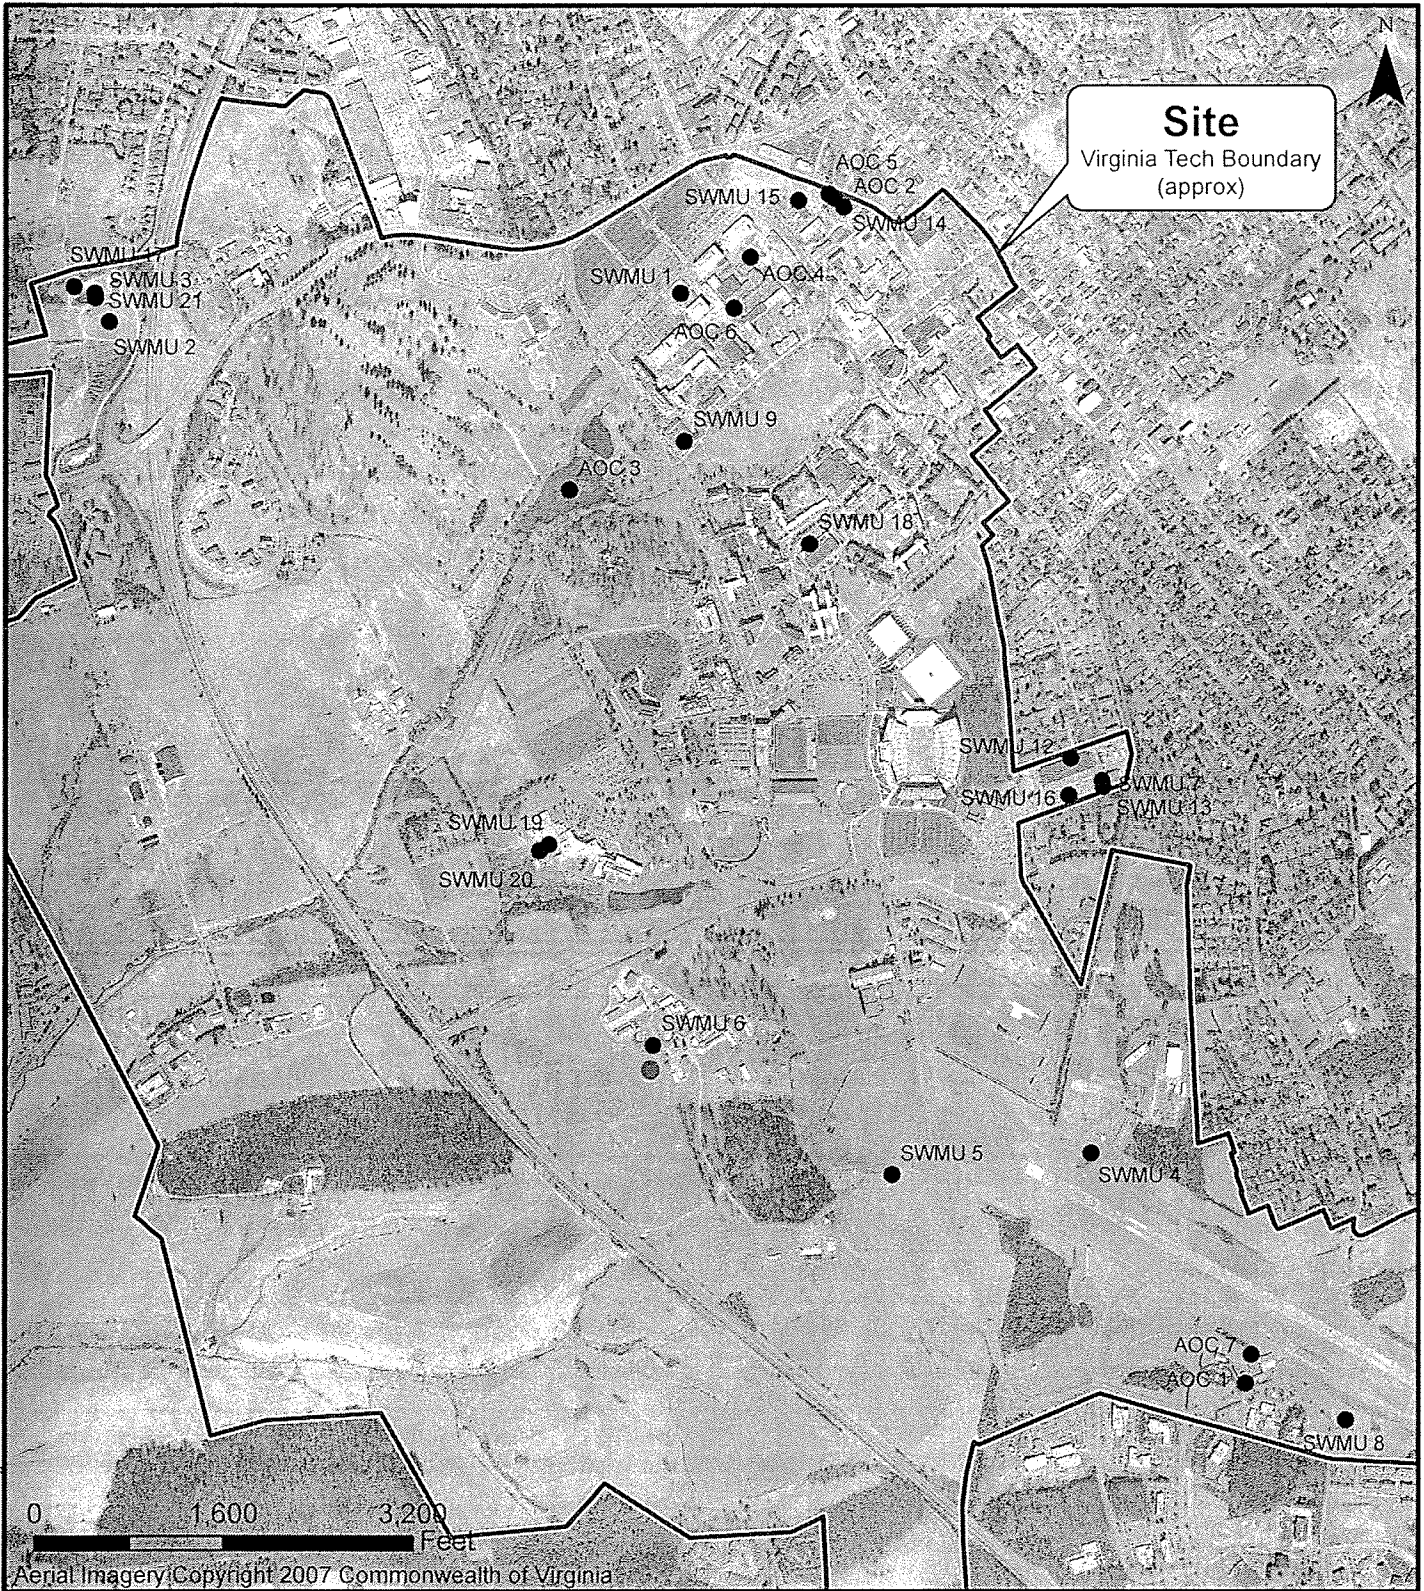 N
Site
Virginia Tech Boundary
(approx)
AOC 5
AOC 2
SWMU 15
SWMU 14
SWMU 17
SWMU 3
SWMU 21
SWMU 2
SWMU 1
AOC 4
AOC 6
SWMU 9
AOC 3
SWMU 18
SWMU 12
SWMU 7
SWMU 16
SWMU 13
SWMU 19
SWMU 20
SWMU 6
SWMU 5
SWMU 4
AOC 7
AOC 1
SWMU 8
0 1,600 3,200
Feet
Aerial Imagery Copyright 2007 Commonwealth of Virginia